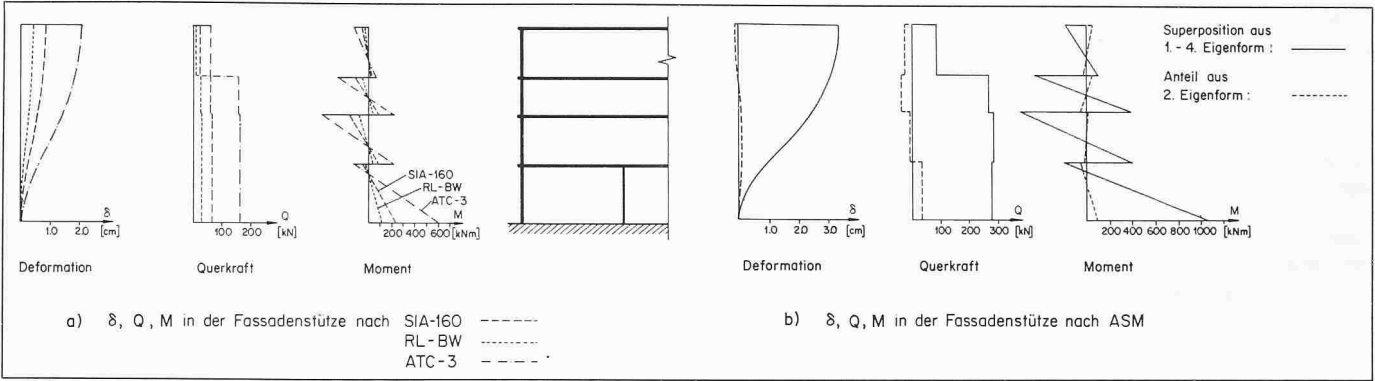 δ
[cm]
1.0 2.0
Deformation
Q
[kN]
100 200
Querkraft
SIA-160
RL-BW
ATC-3
M
[kNm]
200 400 600
Moment
a) δ, Q, M in der Fassadenstütze nach SIA-160
RL-BW
ATC-3
δ
[cm]
1.0 2.0 3.0
Deformation
Q
[kN]
100 200 300
Querkraft
M
[kNm]
200 400 600 800 1000
Moment
Superposition aus
1.-4. Eigenform:
Anteil aus
2. Eigenform:
b) δ, Q, M in der Fassadenstütze nach ASM